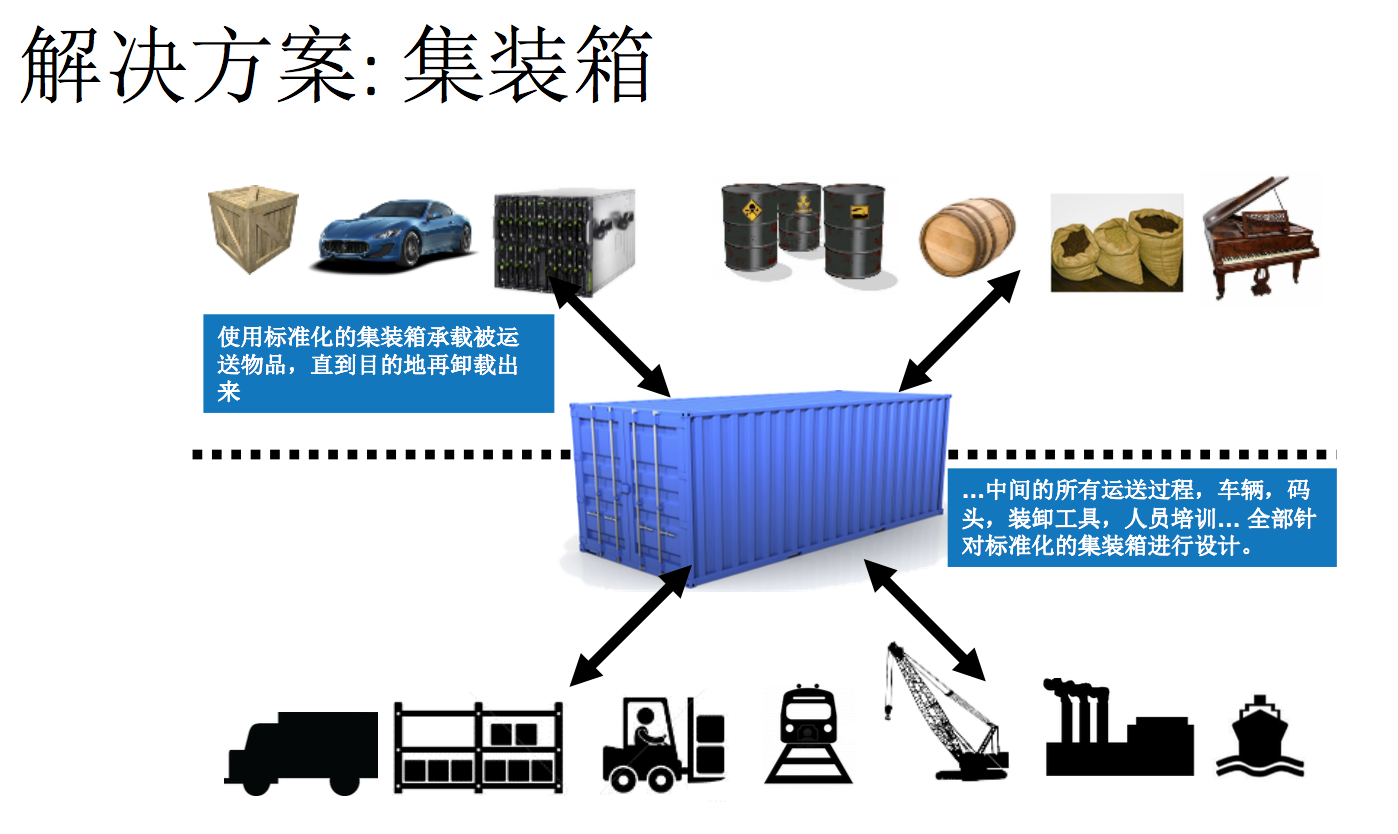 解决方案: 集装箱
使用标准化的集装箱承载被运
送物品，直到目的地再卸载出
来
...中间的所有运送过程，车辆，码
头，装卸工具，人员培训... 全部针
对标准化的集装箱进行设计。